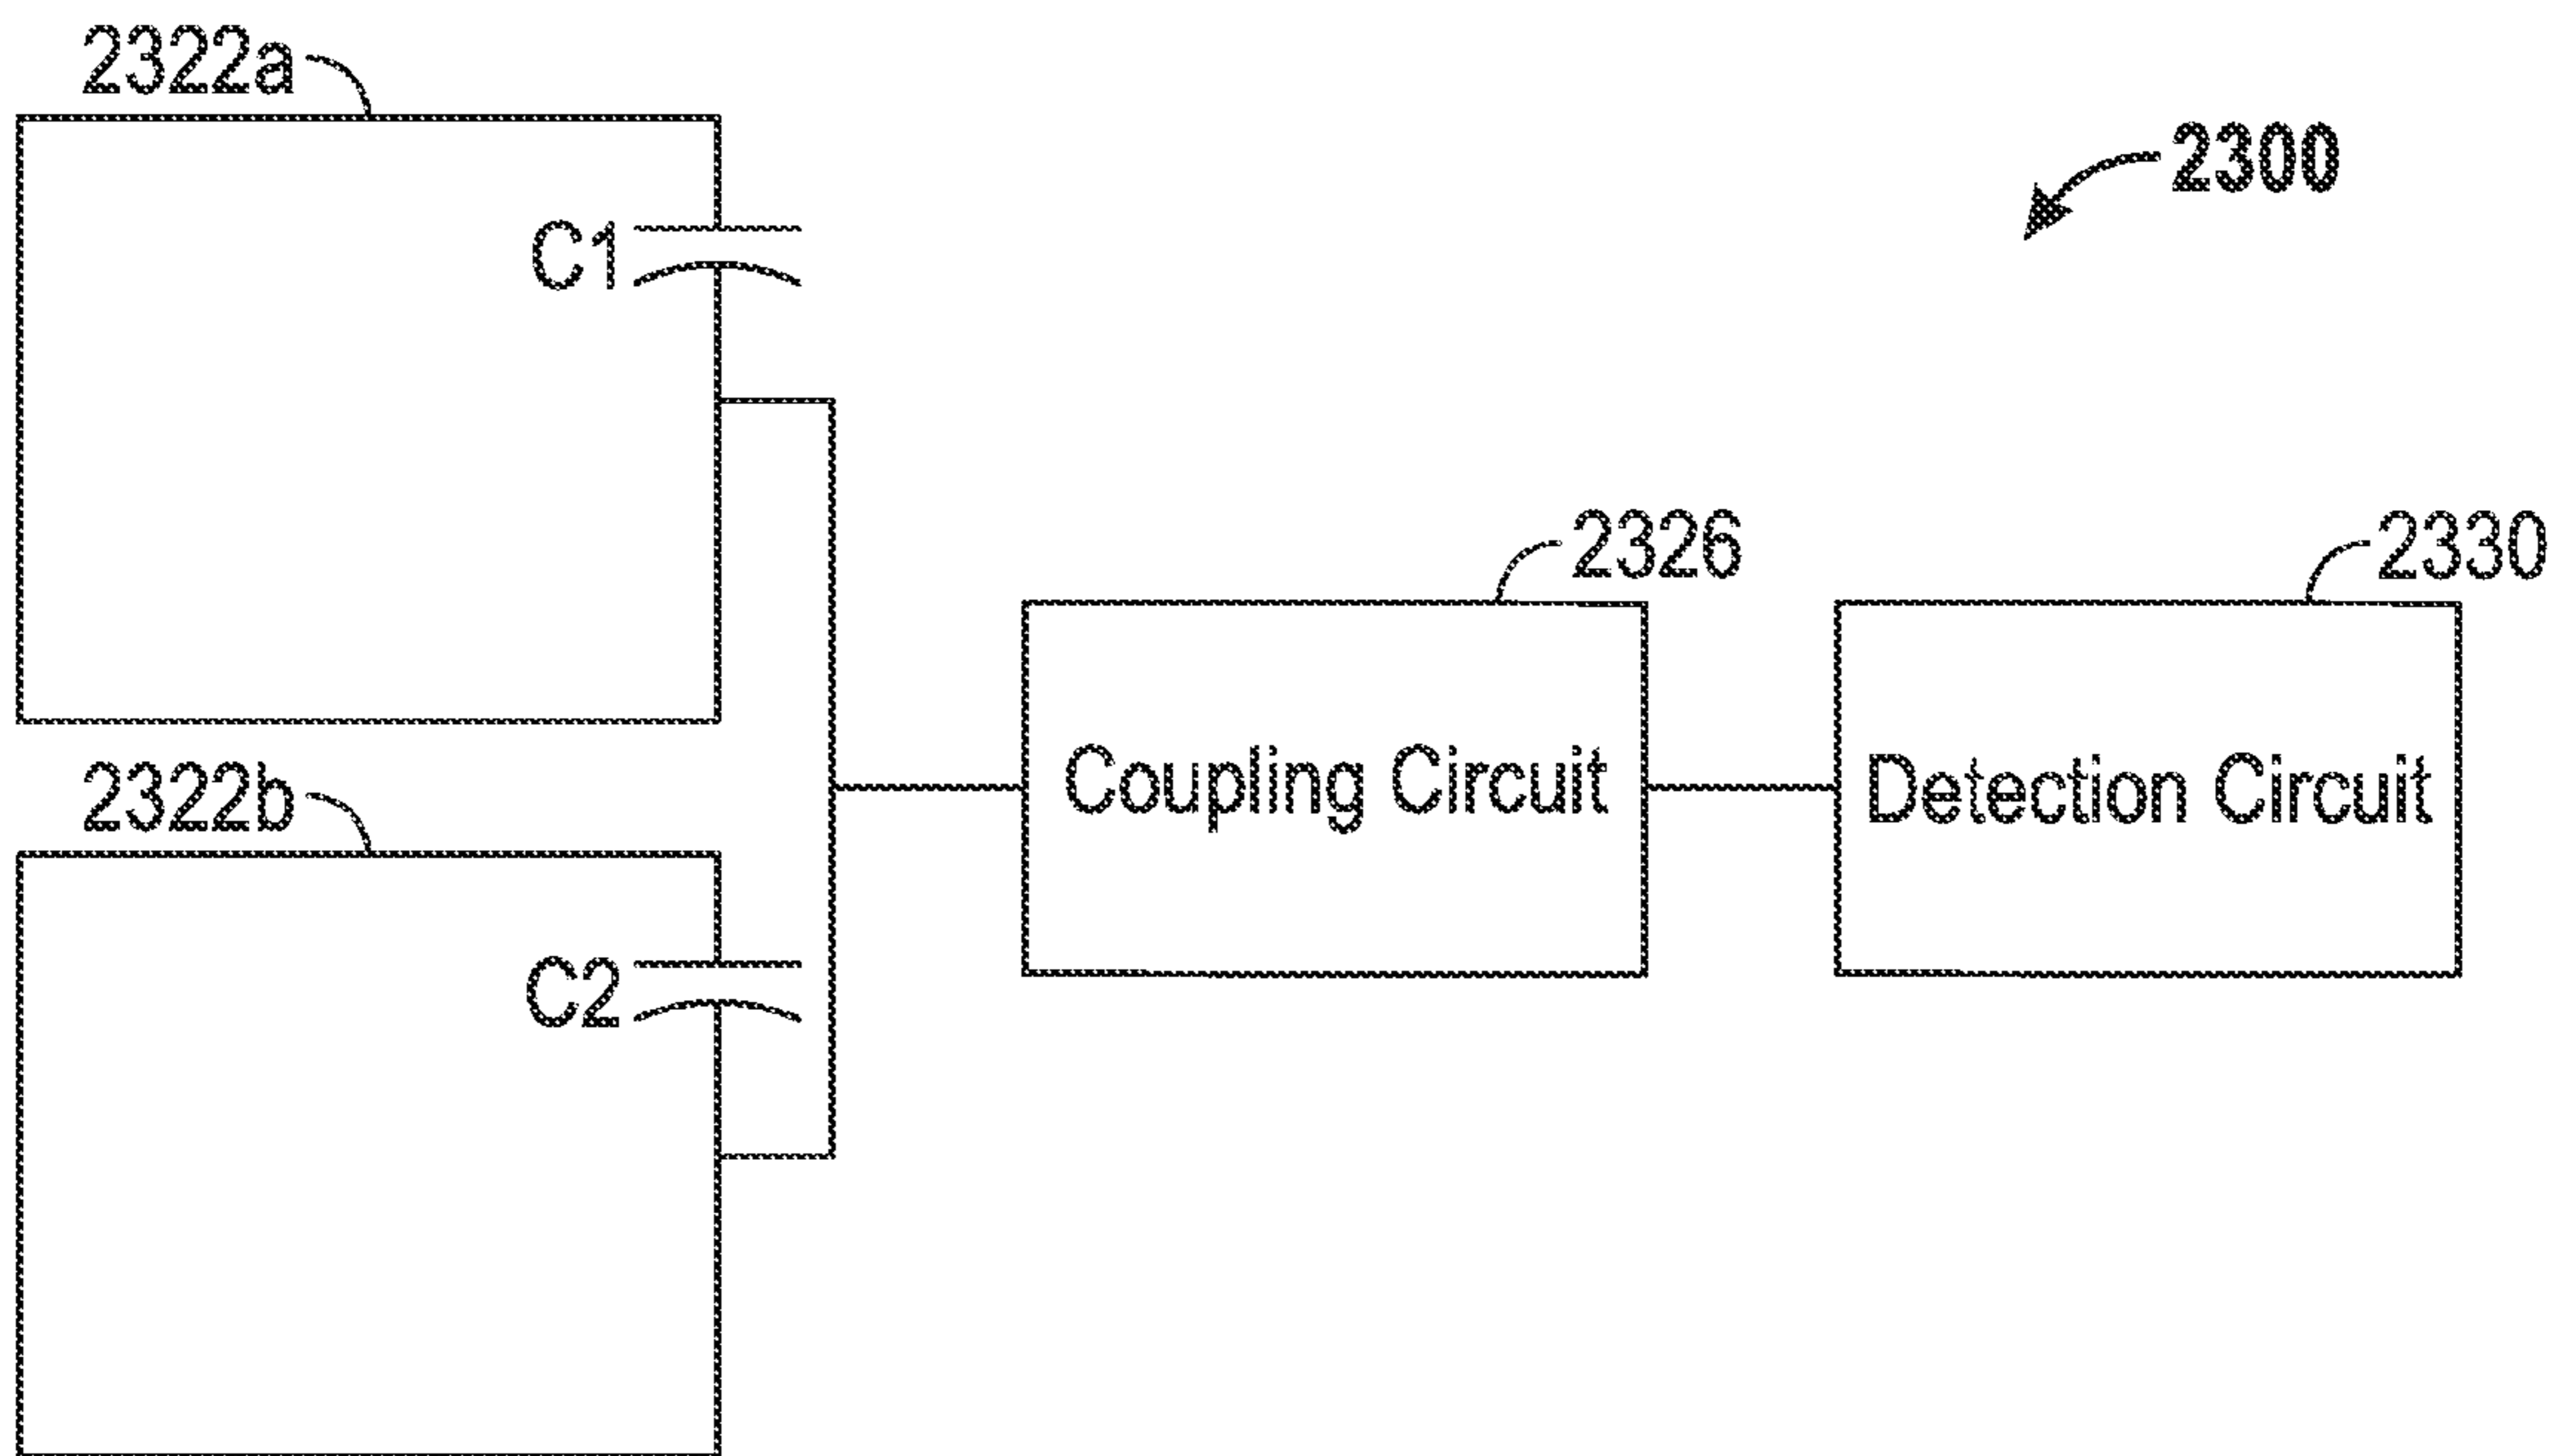 2322a
2300
C1
2326
2330
Coupling Circuit
Detection Circuit
2322b
C2